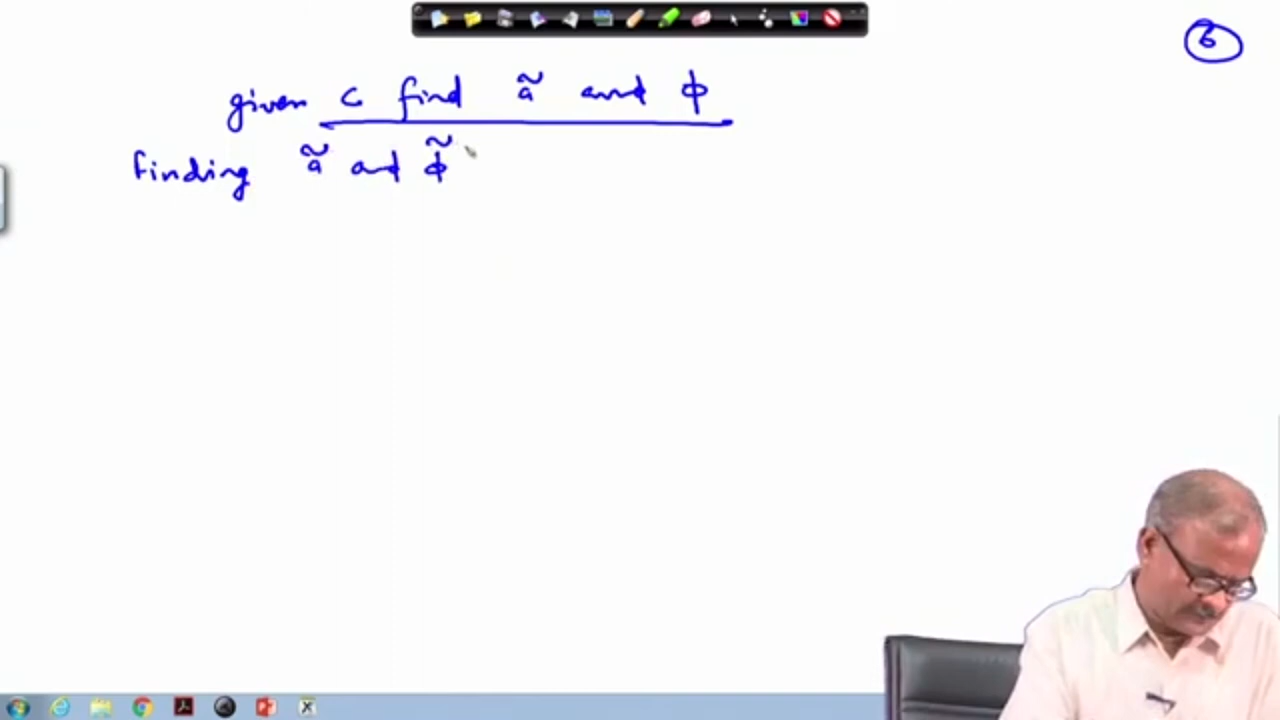 6
given c find ã and ϕ
Finding ã and ϕ̃